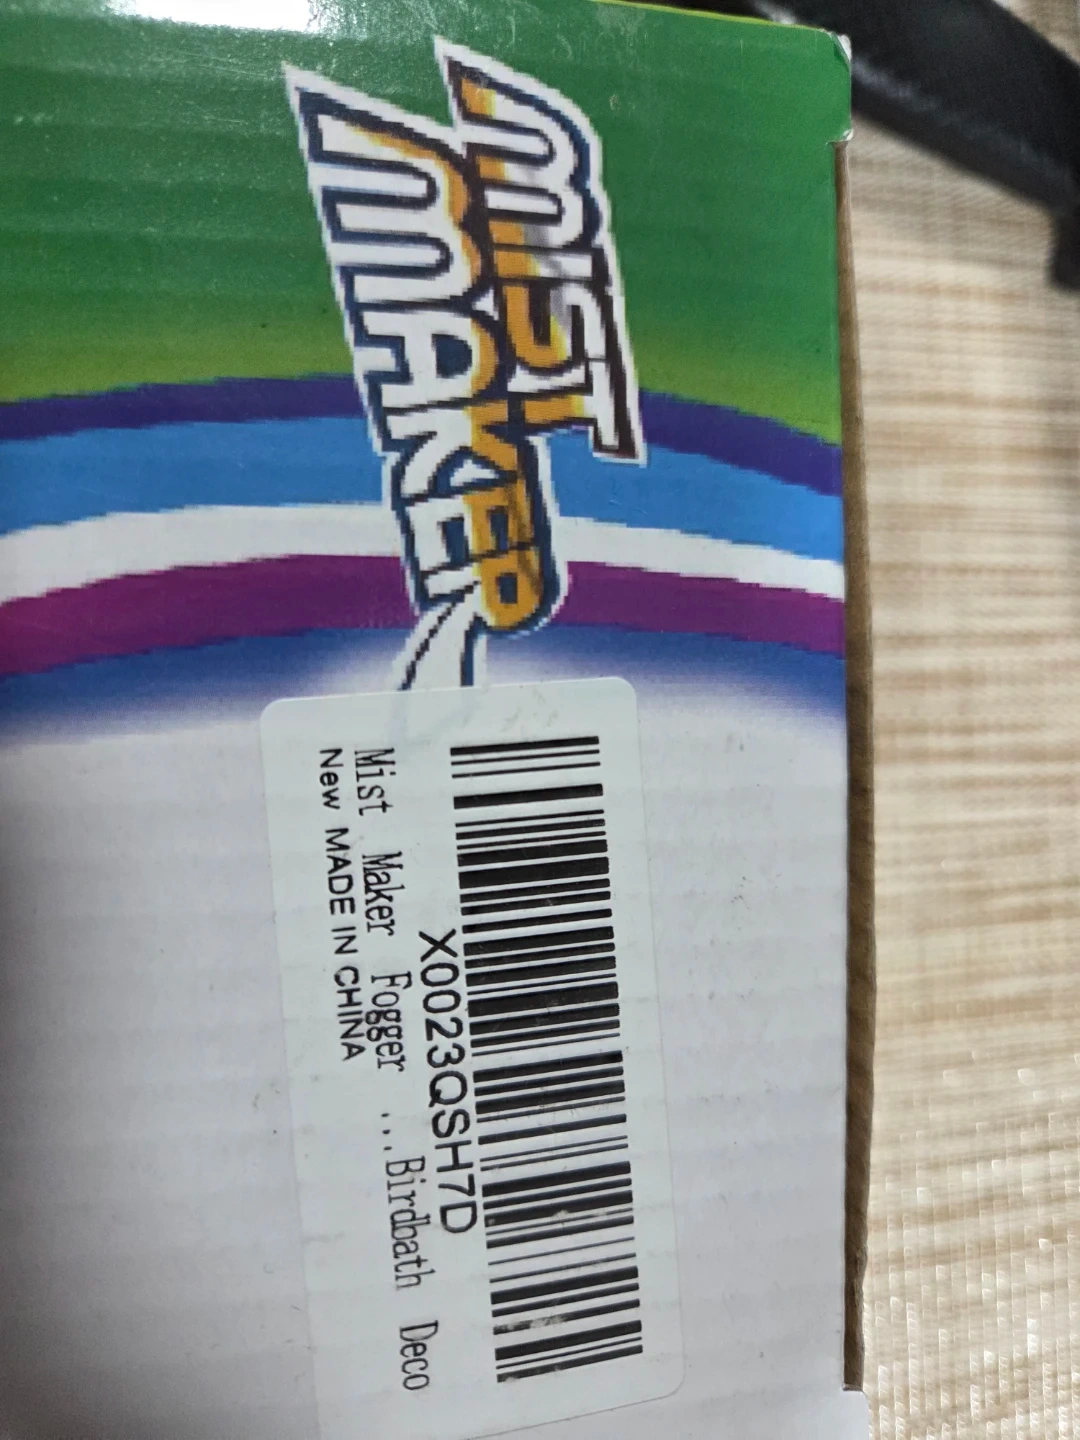 MIST
MAKER
X0023QSH7D
Mist Maker Fogger ...Birdbath Deco
New MADE IN CHINA